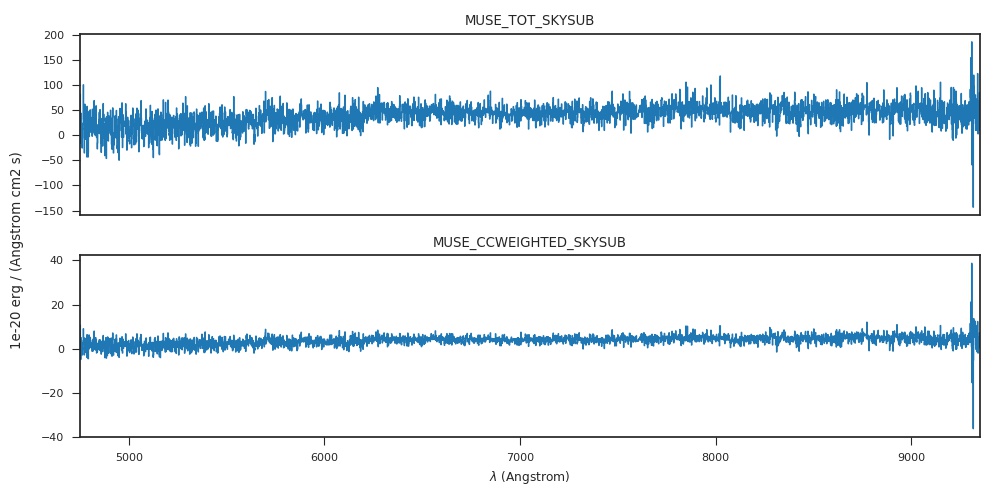 MUSE_TOT_SKYSUB
200
150
100
50
0
−50
−100
−150
1e-20 erg / (Angstrom cm2 s)
MUSE_CCWEIGHTED_SKYSUB
40
20
0
−20
−40
5000 6000 7000 8000 9000
λ (Angstrom)